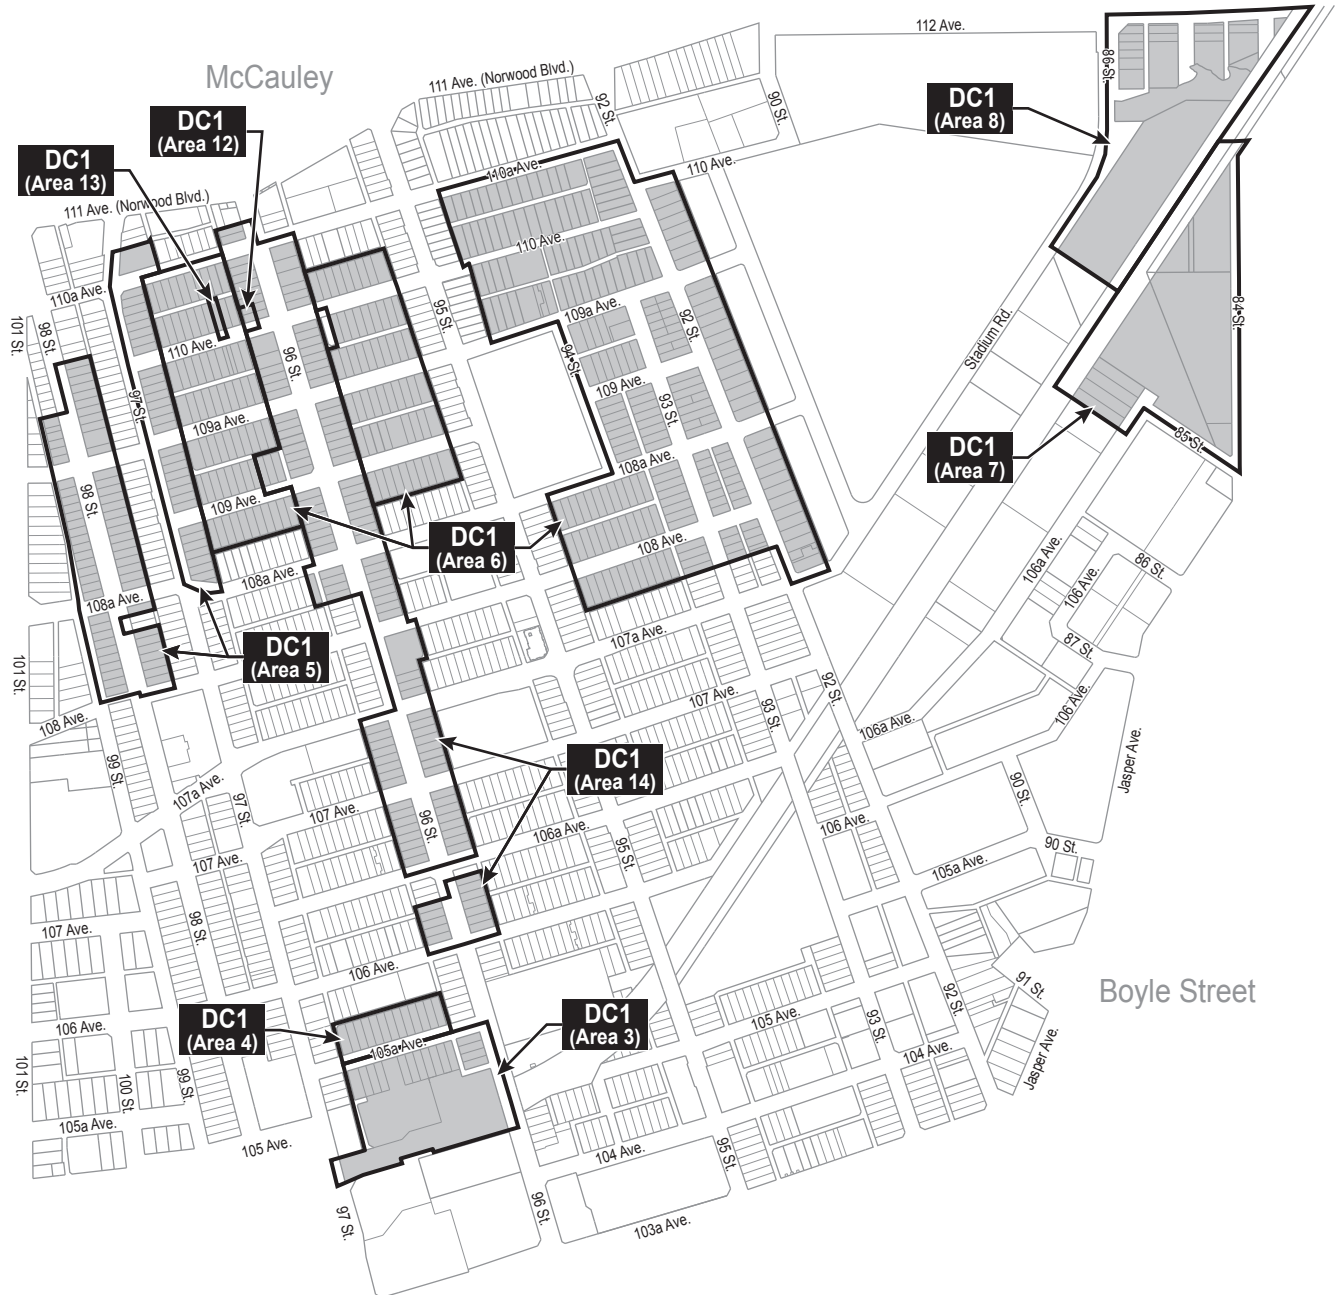 112 Ave.
McCauley
111 Ave. (Norwood Blvd.)
86 St.
DC1
(Area 8)
92 St.
90 St.
DC1
(Area 12)
DC1
(Area 13)
110a Ave.
110 Ave.
111 Ave. (Norwood Blvd.)
110 Ave.
110a Ave.
95 St.
109a Ave.
92 St.
84 St.
101 St.
98 St.
110 Ave.
96 St.
94 St.
Stadium Rd.
97 St.
109 Ave.
93 St.
109a Ave.
85 St.
DC1
(Area 7)
108a Ave.
98 St.
109 Ave.
DC1
(Area 6)
108 Ave.
106a Ave.
86 St.
108a Ave.
106 Ave.
108a Ave.
107a Ave.
87 St.
DC1
(Area 5)
101 St.
92 St.
107 Ave.
93 St.
106 Ave.
108 Ave.
106a Ave.
Jasper Ave.
99 St.
DC1
(Area 14)
107a Ave.
90 St.
97 St.
107 Ave.
96 St.
106a Ave.
106 Ave.
90 St.
107 Ave.
95 St.
105a Ave.
98 St.
107 Ave.
106 Ave.
91 St.
Boyle Street
92 St.
DC1
(Area 4)
DC1
(Area 3)
105 Ave.
93 St.
106 Ave.
105a Ave.
104 Ave.
Jasper Ave.
101 St.
100 St.
99 St.
105a Ave.
105 Ave.
104 Ave.
95 St.
97 St.
96 St.
103a Ave.